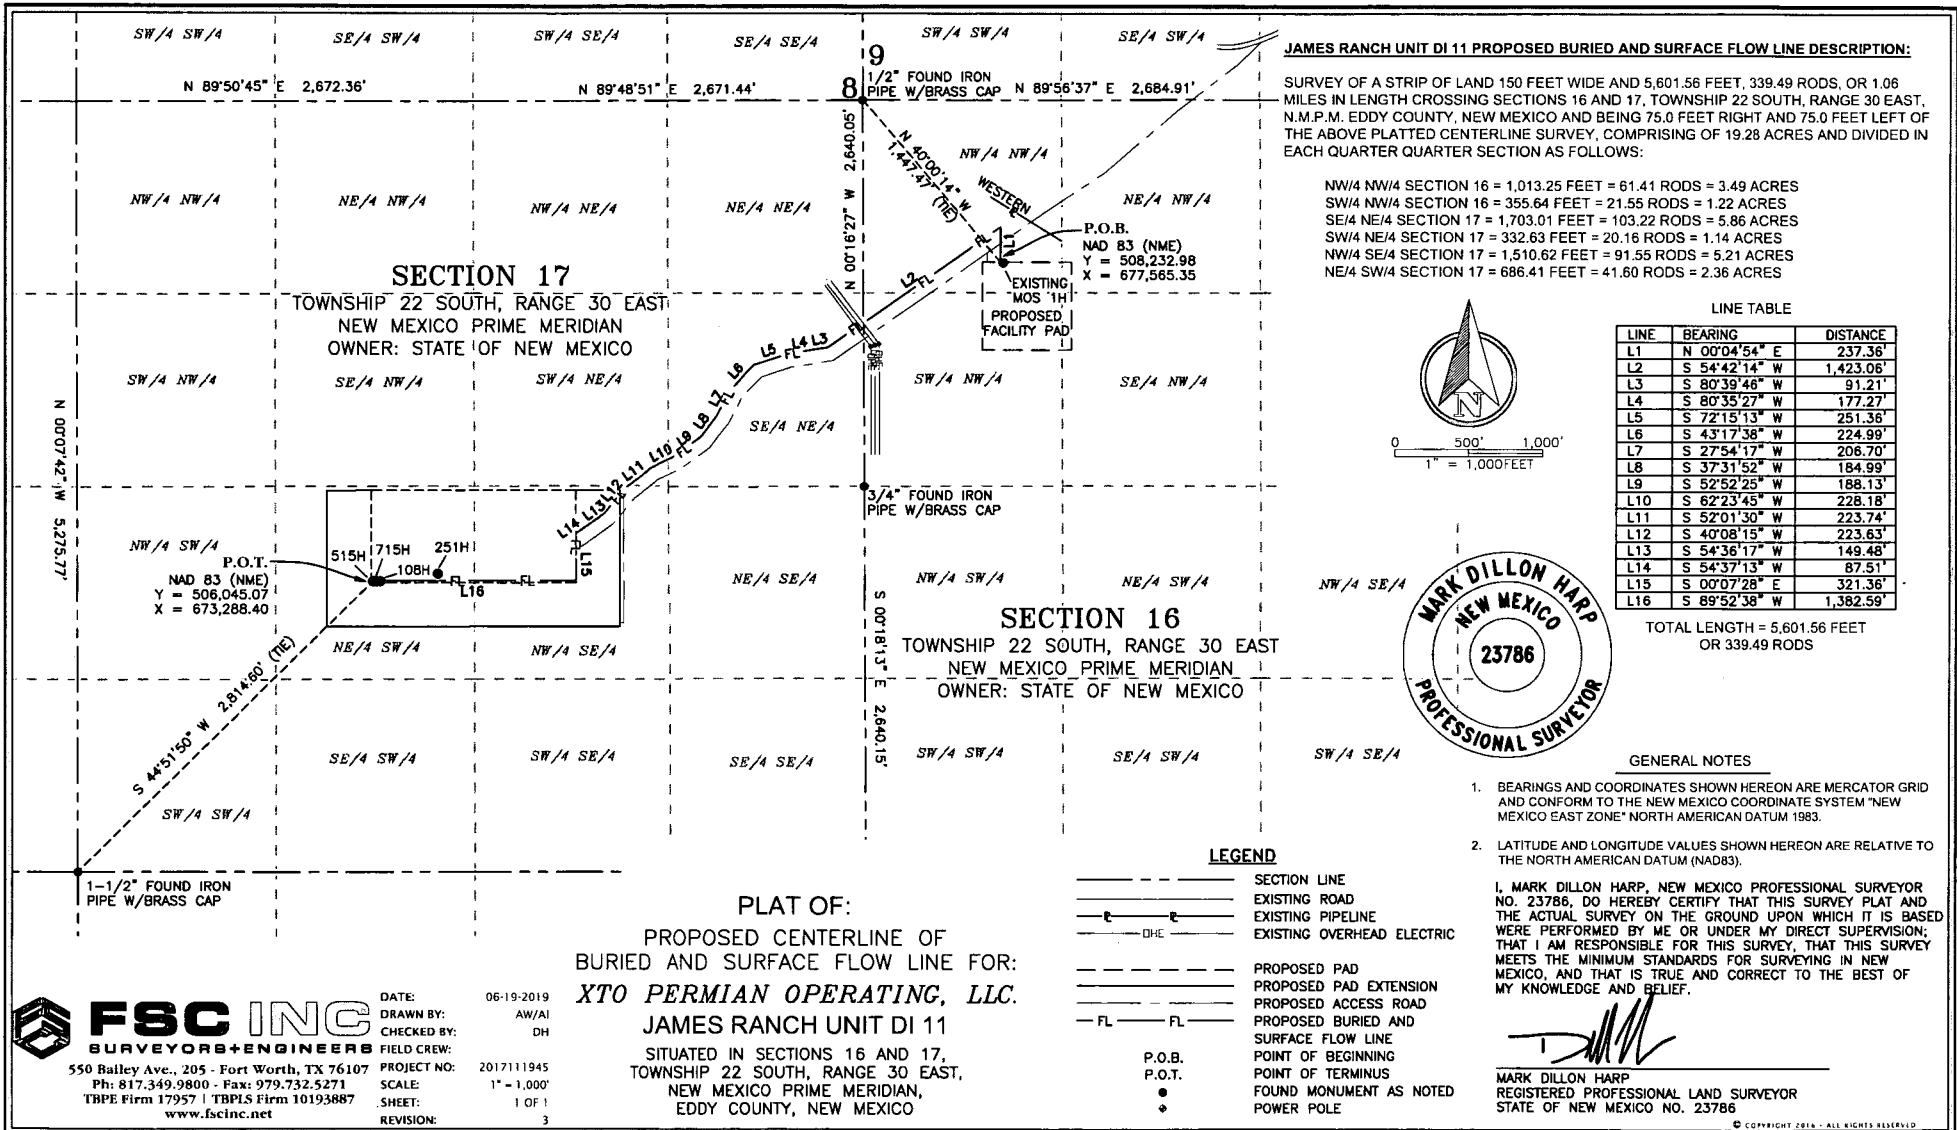 SW/4 SW/4
SE/4 SW/4
SW/4 SE/4
SE/4 SE/4
SW/4 SW/4
SE/4 SW/4
9
8
1/2" FOUND IRON
PIPE W/BRASS CAP
N 89°50'45" E 2,672.36'
N 89°48'51" E 2,671.44'
N 89°56'37" E 2,684.91'
N 00°16'27" W 2,640.05'
N 40°00'14" W
1,447.47' (TIE)
NW/4 NW/4
WESTERN
NW/4 NW/4
NE/4 NW/4
NW/4 NE/4
NE/4 NE/4
NE/4 NW/4
P.O.B.
NAD 83 (NME)
Y = 508,232.98
X = 677,565.35
L1
FL
L2
FL
EXISTING
MOS 1H
PROPOSED
FACILITY PAD
SECTION 17
TOWNSHIP 22 SOUTH, RANGE 30 EAST
NEW MEXICO PRIME MERIDIAN
OWNER: STATE OF NEW MEXICO
FL
L3
L4
FL
L5
L6
L7
FL
L8
L9
FL
L10
L11
L12
FL
L13
L14
FL
L15
SW/4 NW/4
SE/4 NW/4
SW/4 NE/4
SE/4 NE/4
SW/4 NW/4
SE/4 NW/4
N 00°07'42" W 5,275.77'
3/4" FOUND IRON
PIPE W/BRASS CAP
NW/4 SW/4
P.O.T.
NAD 83 (NME)
Y = 506,045.07
X = 673,288.40
515H
715H
108H
251H
FL
L16
FL
NE/4 SE/4
NW/4 SW/4
NE/4 SW/4
NW/4 SE/4
S 00°18'13" E 2,640.15'
SECTION 16
TOWNSHIP 22 SOUTH, RANGE 30 EAST
NEW MEXICO PRIME MERIDIAN
OWNER: STATE OF NEW MEXICO
NE/4 SW/4
NW/4 SE/4
S 44°51'50" W 2,814.60' (TIE)
SW/4 SW/4
SE/4 SW/4
SW/4 SE/4
SE/4 SE/4
SW/4 SW/4
SE/4 SW/4
SW/4 SE/4
1-1/2" FOUND IRON
PIPE W/BRASS CAP
JAMES RANCH UNIT DI 11 PROPOSED BURIED AND SURFACE FLOW LINE DESCRIPTION:
SURVEY OF A STRIP OF LAND 150 FEET WIDE AND 5,601.56 FEET, 339.49 RODS, OR 1.06
MILES IN LENGTH CROSSING SECTIONS 16 AND 17, TOWNSHIP 22 SOUTH, RANGE 30 EAST,
N.M.P.M. EDDY COUNTY, NEW MEXICO AND BEING 75.0 FEET RIGHT AND 75.0 FEET LEFT OF
THE ABOVE PLATTED CENTERLINE SURVEY, COMPRISING OF 19.28 ACRES AND DIVIDED IN
EACH QUARTER QUARTER SECTION AS FOLLOWS:
NW/4 NW/4 SECTION 16 = 1,013.25 FEET = 61.41 RODS = 3.49 ACRES
SW/4 NW/4 SECTION 16 = 355.64 FEET = 21.55 RODS = 1.22 ACRES
SE/4 NE/4 SECTION 17 = 1,703.01 FEET = 103.22 RODS = 5.86 ACRES
SW/4 NE/4 SECTION 17 = 332.63 FEET = 20.16 RODS = 1.14 ACRES
NW/4 SE/4 SECTION 17 = 1,510.62 FEET = 91.55 RODS = 5.21 ACRES
NE/4 SW/4 SECTION 17 = 686.41 FEET = 41.60 RODS = 2.36 ACRES
N
0 500' 1,000'
1" = 1,000FEET
LINE TABLE
LINE BEARING DISTANCE
L1 N 00°04'54" E 237.36'
L2 S 54°42'14" W 1,423.06'
L3 S 80°39'46" W 91.21'
L4 S 80°35'27" W 177.27'
L5 S 72°15'13" W 251.36'
L6 S 43°17'38" W 224.99'
L7 S 27°54'17" W 206.70'
L8 S 37°31'52" W 184.99'
L9 S 52°52'25" W 188.13'
L10 S 62°23'45" W 228.18'
L11 S 52°01'30" W 223.74'
L12 S 40°08'15" W 223.63'
L13 S 54°36'17" W 149.48'
L14 S 54°37'13" W 87.51'
L15 S 00°07'28" E 321.36'
L16 S 89°52'38" W 1,382.59'
TOTAL LENGTH = 5,601.56 FEET
OR 339.49 RODS
MARK DILLON HARP
NEW MEXICO
23786
PROFESSIONAL SURVEYOR
GENERAL NOTES
1. BEARINGS AND COORDINATES SHOWN HEREON ARE MERCATOR GRID
AND CONFORM TO THE NEW MEXICO COORDINATE SYSTEM "NEW
MEXICO EAST ZONE" NORTH AMERICAN DATUM 1983.
2. LATITUDE AND LONGITUDE VALUES SHOWN HEREON ARE RELATIVE TO
THE NORTH AMERICAN DATUM (NAD83).
I, MARK DILLON HARP, NEW MEXICO PROFESSIONAL SURVEYOR
NO. 23786, DO HEREBY CERTIFY THAT THIS SURVEY PLAT AND
THE ACTUAL SURVEY ON THE GROUND UPON WHICH IT IS BASED
WERE PERFORMED BY ME OR UNDER MY DIRECT SUPERVISION;
THAT I AM RESPONSIBLE FOR THIS SURVEY, THAT THIS SURVEY
MEETS THE MINIMUM STANDARDS FOR SURVEYING IN NEW
MEXICO, AND THAT IS TRUE AND CORRECT TO THE BEST OF
MY KNOWLEDGE AND BELIEF.
MARK DILLON HARP
REGISTERED PROFESSIONAL LAND SURVEYOR
STATE OF NEW MEXICO NO. 23786
© COPYRIGHT 2016 - ALL RIGHTS RESERVED
LEGEND
SECTION LINE
EXISTING ROAD
EXISTING PIPELINE
OHE EXISTING OVERHEAD ELECTRIC
PROPOSED PAD
PROPOSED PAD EXTENSION
PROPOSED ACCESS ROAD
FL FL PROPOSED BURIED AND
SURFACE FLOW LINE
P.O.B. POINT OF BEGINNING
P.O.T. POINT OF TERMINUS
FOUND MONUMENT AS NOTED
POWER POLE
PLAT OF:
PROPOSED CENTERLINE OF
BURIED AND SURFACE FLOW LINE FOR:
XTO PERMIAN OPERATING, LLC.
JAMES RANCH UNIT DI 11
SITUATED IN SECTIONS 16 AND 17,
TOWNSHIP 22 SOUTH, RANGE 30 EAST,
NEW MEXICO PRIME MERIDIAN,
EDDY COUNTY, NEW MEXICO
FSC INC
SURVEYORS+ENGINEERS
550 Bailey Ave., 205 - Fort Worth, TX 76107
Ph: 817.349.9800 - Fax: 979.732.5271
TBPE Firm 17957 | TBPLS Firm 10193887
www.fscinc.net
DATE: 06-19-2019
DRAWN BY: AW/AI
CHECKED BY: DH
FIELD CREW:
PROJECT NO: 2017111945
SCALE: 1" = 1,000'
SHEET: 1 OF 1
REVISION: 3